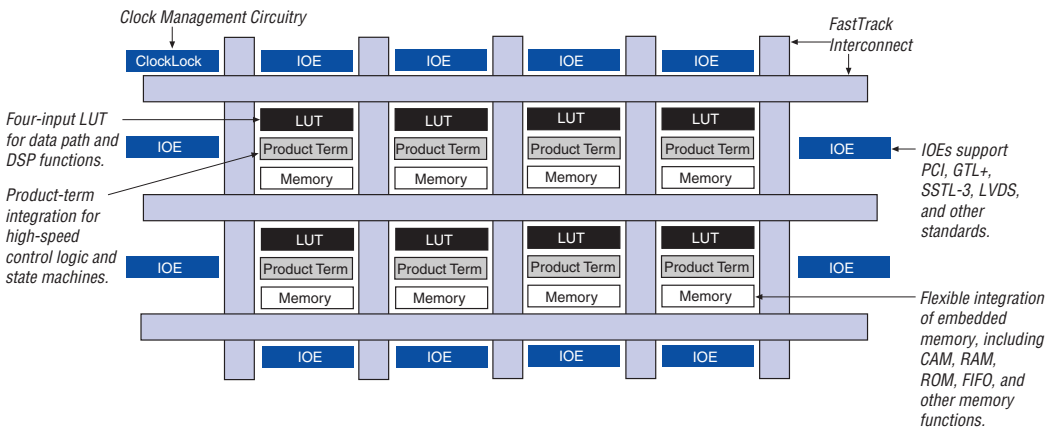 Clock Management Circuitry
FastTrack
Interconnect
ClockLock
IOE
IOE
IOE
IOE
Four-input LUT
for data path and
DSP functions.
LUT
LUT
LUT
LUT
IOE
Product Term
Product Term
Product Term
Product Term
IOE
Memory
Memory
Memory
Memory
IOEs support
PCI, GTL+,
SSTL-3, LVDS,
and other
standards.
Product-term
integration for
high-speed
control logic and
state machines.
LUT
LUT
LUT
LUT
IOE
Product Term
Product Term
Product Term
Product Term
IOE
Memory
Memory
Memory
Memory
Flexible integration
of embedded
memory, including
CAM, RAM,
ROM, FIFO, and
other memory
functions.
IOE
IOE
IOE
IOE